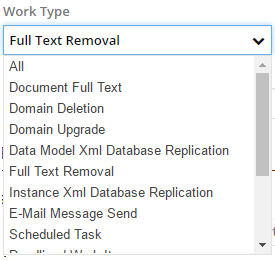 Work Type
Full Text Removal
All
Document Full Text
Domain Deletion
Domain Upgrade
Data Model Xml Database Replication
Full Text Removal
Instance Xml Database Replication
E-Mail Message Send
Scheduled Task